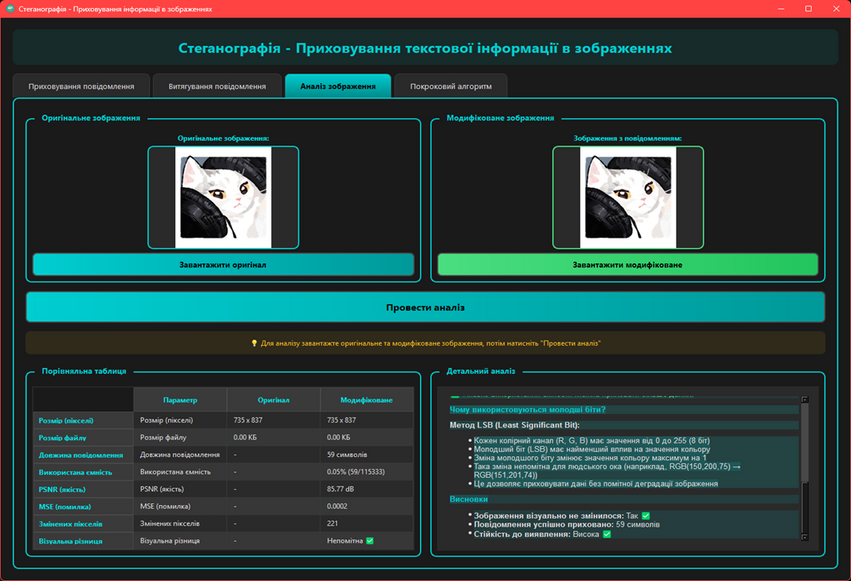 Стеганографія - Приховування інформації в зображеннях
Стеганографія - Приховування текстової інформації в зображеннях
Приховування повідомлення
Витягування повідомлення
Аналіз зображення
Покроковий алгоритм
Оригінальне зображення
Оригінальне зображення:
Завантажити оригінал
Модифіковане зображення
Зображення з повідомленням:
Завантажити модифіковане
Провести аналіз
💡 Для аналізу завантажте оригінальне та модифіковане зображення, потім натисніть "Провести аналіз"
Порівняльна таблиця
Параметр Оригінал Модифіковане
Розмір (пікселі) Розмір (пікселі) 735 x 837 735 x 837
Розмір файлу Розмір файлу 0.00 КБ 0.00 КБ
Довжина повідомлення Довжина повідомлення - 59 символів
Використана ємність Використана ємність - 0.05% (59/115333)
PSNR (якість) PSNR (якість) - 85.77 dB
MSE (помилка) MSE (помилка) - 0.0002
Змінених пікселів Змінених пікселів - 221
Візуальна різниця Візуальна різниця - Непомітна ✅
Детальний аналіз
Чому використовуються молодші біти?
Метод LSB (Least Significant Bit):
• Кожен колірний канал (R, G, B) має значення від 0 до 255 (8 біт)
• Молодший біт (LSB) має найменший вплив на значення кольору
• Зміна молодшого біту змінює значення кольору максимум на 1
• Така зміна непомітна для людського ока (наприклад, RGB(150,200,75) →
RGB(151,201,74))
• Це дозволяє приховувати дані без помітної деградації зображення
Висновки
• Зображення візуально не змінилося: Так ✅
• Повідомлення успішно приховано: 59 символів
• Стійкість до виявлення: Висока ✅